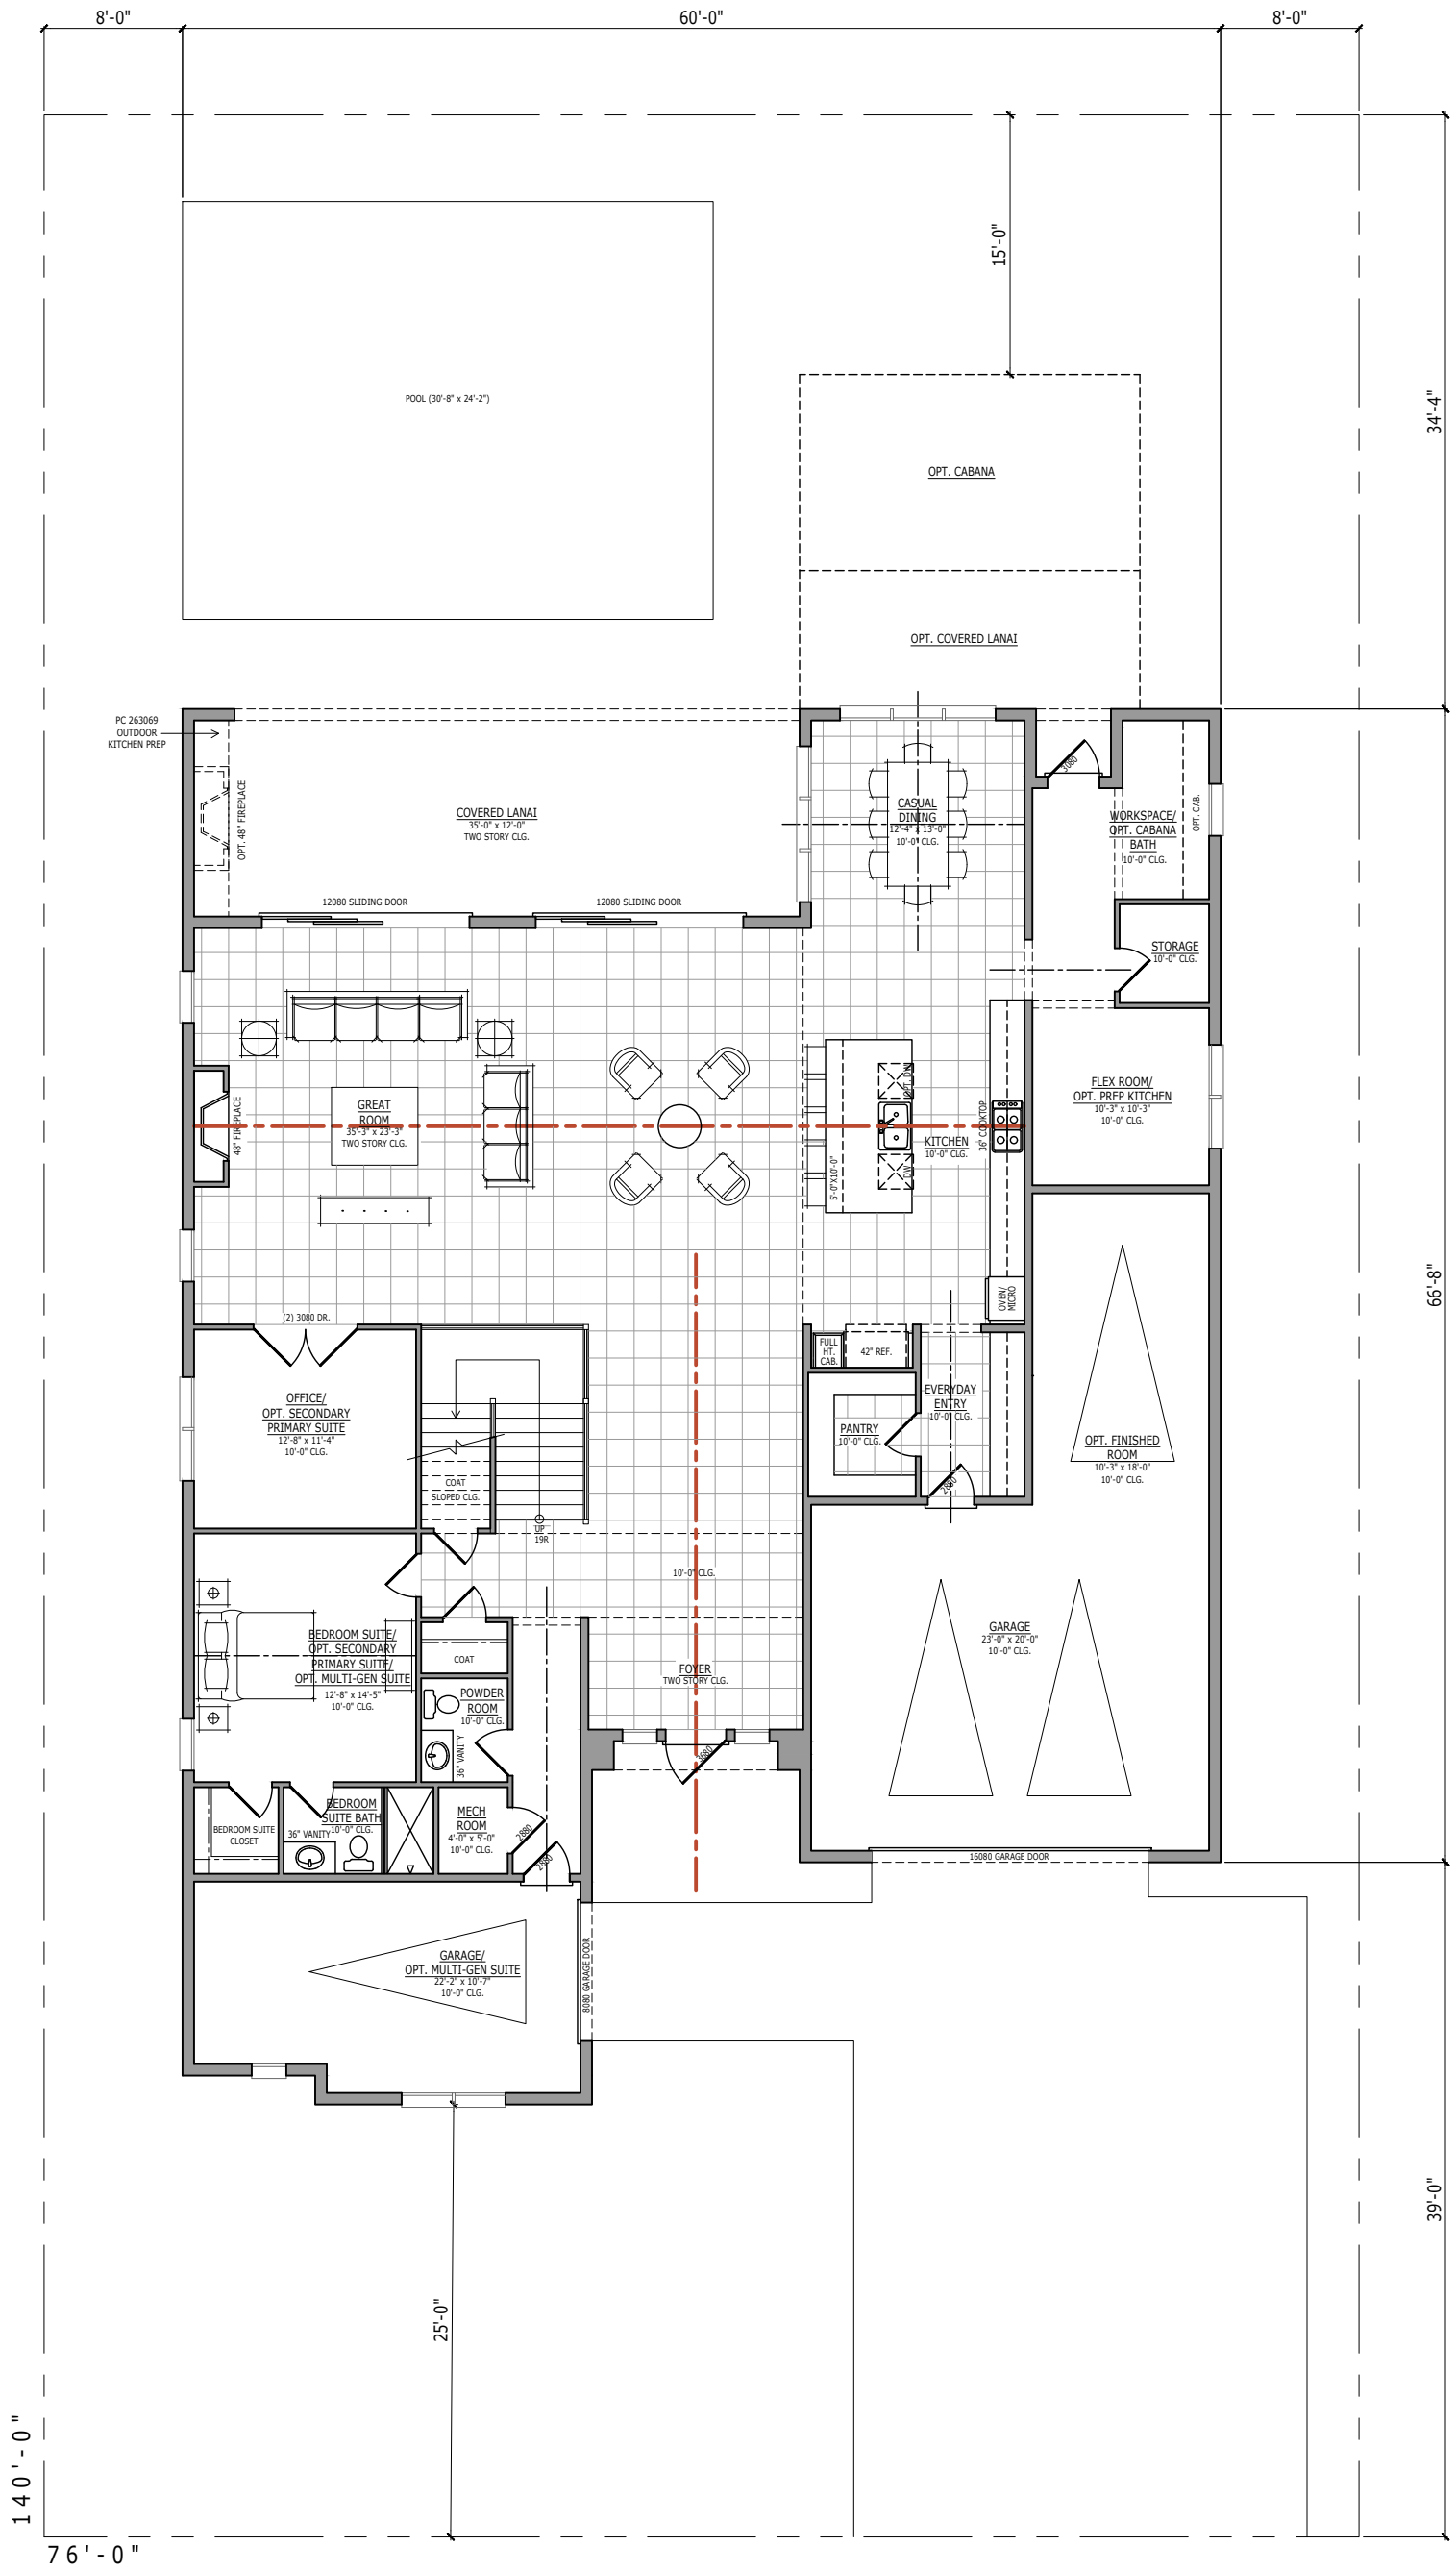 8'-0"
60'-0"
8'-0"
15'-0"
34'-4"
POOL (30'-8" x 24'-2")
OPT. CABANA
OPT. COVERED LANAI
PC 263069
OUTDOOR
KITCHEN PREP
OPT. 48" FIREPLACE
COVERED LANAI
35'-0" x 12'-0"
TWO STORY CLG.
CASUAL
DINING
12'-4" x 13'-0"
10'-0" CLG.
3080
WORKSPACE/
OPT. CABANA
BATH
10'-0" CLG.
OPT. CAB.
12080 SLIDING DOOR
12080 SLIDING DOOR
STORAGE
10'-0" CLG.
48" FIREPLACE
GREAT
ROOM
35'-3" x 23'-3"
TWO STORY CLG.
OPT. DW
DW
5'-0"X10'-0"
KITCHEN
10'-0" CLG.
36" COOKTOP
FLEX ROOM/
OPT. PREP KITCHEN
10'-3" x 10'-3"
10'-0" CLG.
66'-8"
OVEN/
MICRO
(2) 3080 DR.
FULL
HT.
CAB.
42" REF.
OFFICE/
OPT. SECONDARY
PRIMARY SUITE
12'-8" x 11'-4"
10'-0" CLG.
COAT
SLOPED CLG.
UP
19R
PANTRY
10'-0" CLG.
EVERYDAY
ENTRY
10'-0" CLG.
2880
OPT. FINISHED
ROOM
10'-3" x 18'-0"
10'-0" CLG.
10'-0" CLG.
BEDROOM SUITE/
OPT. SECONDARY
PRIMARY SUITE/
OPT. MULTI-GEN SUITE
12'-8" x 14'-5"
10'-0" CLG.
COAT
POWDER
ROOM
10'-0" CLG.
36" VANITY
FOYER
TWO STORY CLG.
3680
GARAGE
23'-0" x 20'-0"
10'-0" CLG.
BEDROOM SUITE
CLOSET
BEDROOM
SUITE BATH
10'-0" CLG.
36" VANITY
MECH
ROOM
4'-0" x 5'-0"
10'-0" CLG.
2880
2880
16080 GARAGE DOOR
GARAGE/
OPT. MULTI-GEN SUITE
22'-2" x 10'-7"
10'-0" CLG.
8080 GARAGE DOOR
39'-0"
25'-0"
140'-0"
76'-0"